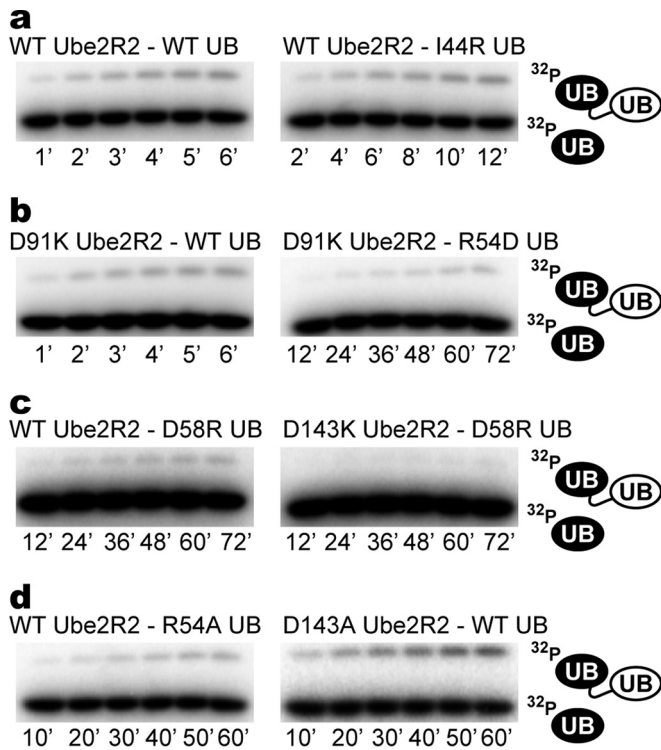 a
WT Ube2R2 - WT UB
WT Ube2R2 - I44R UB
32P
UB
UB
32P
UB
1’ 2’ 3’ 4’ 5’ 6’
2’ 4’ 6’ 8’ 10’ 12’
b
D91K Ube2R2 - WT UB
D91K Ube2R2 - R54D UB
32P
UB
UB
32P
UB
1’ 2’ 3’ 4’ 5’ 6’
12’ 24’ 36’ 48’ 60’ 72’
c
WT Ube2R2 - D58R UB
D143K Ube2R2 - D58R UB
32P
UB
UB
32P
UB
12’ 24’ 36’ 48’ 60’ 72’
12’ 24’ 36’ 48’ 60’ 72’
d
WT Ube2R2 - R54A UB
D143A Ube2R2 - WT UB
32P
UB
UB
32P
UB
10’ 20’ 30’ 40’ 50’ 60’
10’ 20’ 30’ 40’ 50’ 60’